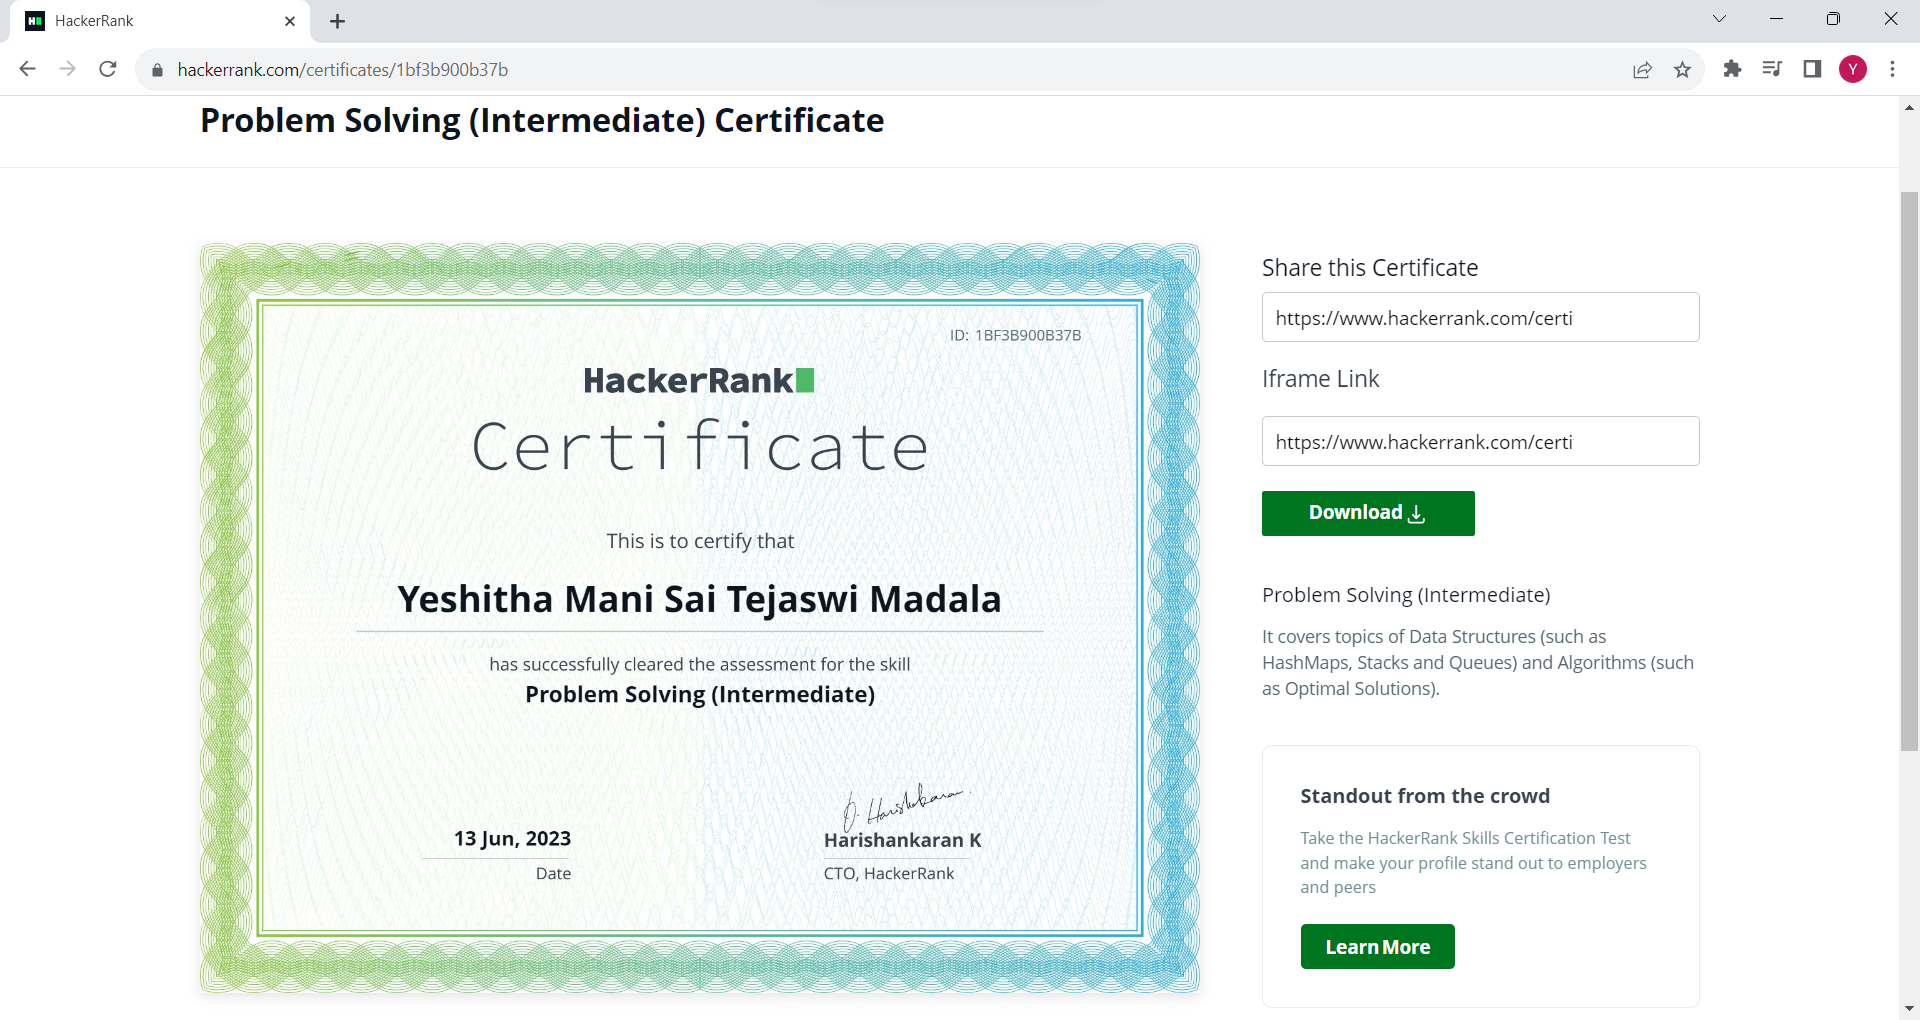 HackerRank
hackerrank.com/certificates/1bf3b900b37b
Y
Problem Solving (Intermediate) Certificate
ID: 1BF3B900B37B
HackerRank
Certificate
This is to certify that
Yeshitha Mani Sai Tejaswi Madala
has successfully cleared the assessment for the skill
Problem Solving (Intermediate)
13 Jun, 2023
Date
Harishankaran K
CTO, HackerRank
Share this Certificate
https://www.hackerrank.com/certi
Iframe Link
https://www.hackerrank.com/certi
Download
Problem Solving (Intermediate)
It covers topics of Data Structures (such as
HashMaps, Stacks and Queues) and Algorithms (such
as Optimal Solutions).
Standout from the crowd
Take the HackerRank Skills Certification Test
and make your profile stand out to employers
and peers
Learn More